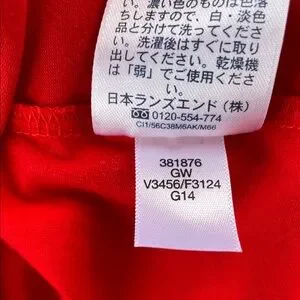 い。濃い色のものは色落
ちしますので、白・淡色
品と分けて洗ってくださ
い。洗濯後はすぐに取り
出してください。乾燥機
は「弱」でご使用くださ
い。
日本ランズエンド（株）
0120-554-774
CI1/56C38M6AK/M66
381876
GW
V3456/F3124
G14